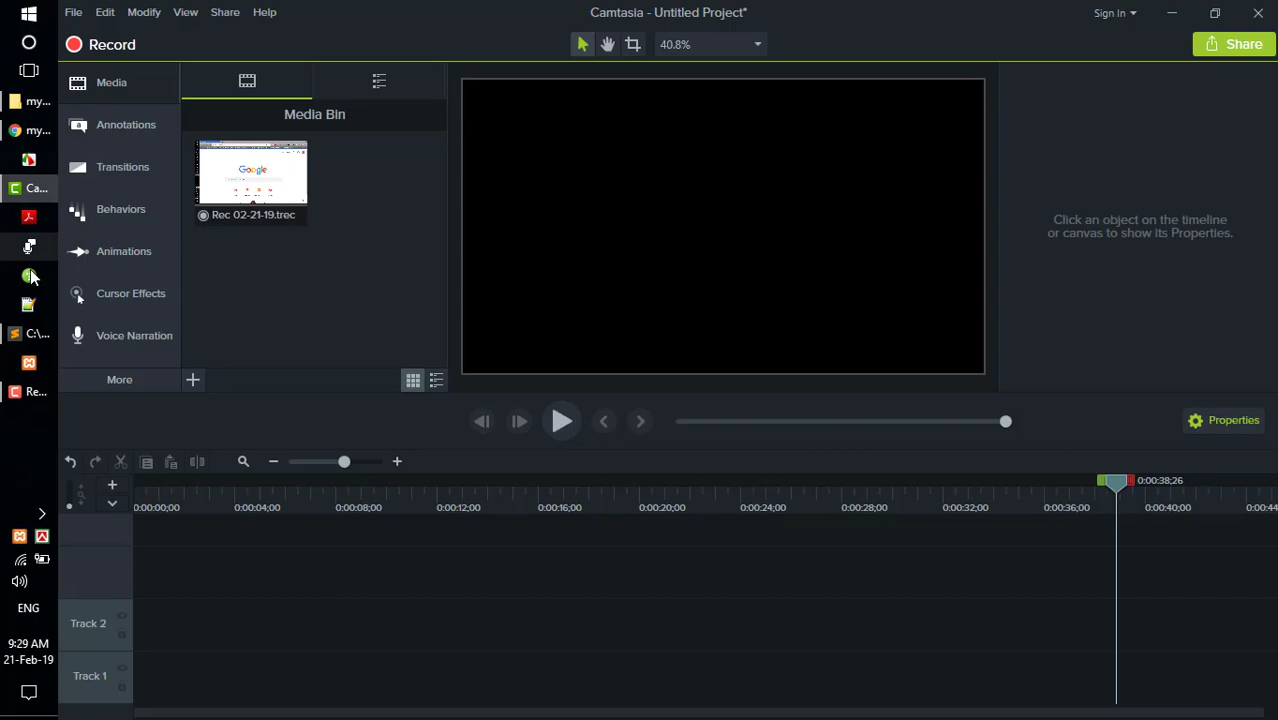 File Edit Modify View Share Help
Camtasia - Untitled Project*
Sign In
Record
40.8%
Share
my...
my...
Ca...
C:\...
Re...
ENG
9:29 AM
21-Feb-19
Media
Annotations
Transitions
Behaviors
Animations
Cursor Effects
Voice Narration
More
Media Bin
Google
Rec 02-21-19.trec
Click an object on the timeline
or canvas to show its Properties.
Properties
0:00:38;26
0:00:00;00 0:00:04;00 0:00:08;00 0:00:12;00 0:00:16;00 0:00:20;00 0:00:24;00 0:00:28;00 0:00:32;00 0:00:36;00 0:00:40;00 0:00:44
Track 2
Track 1